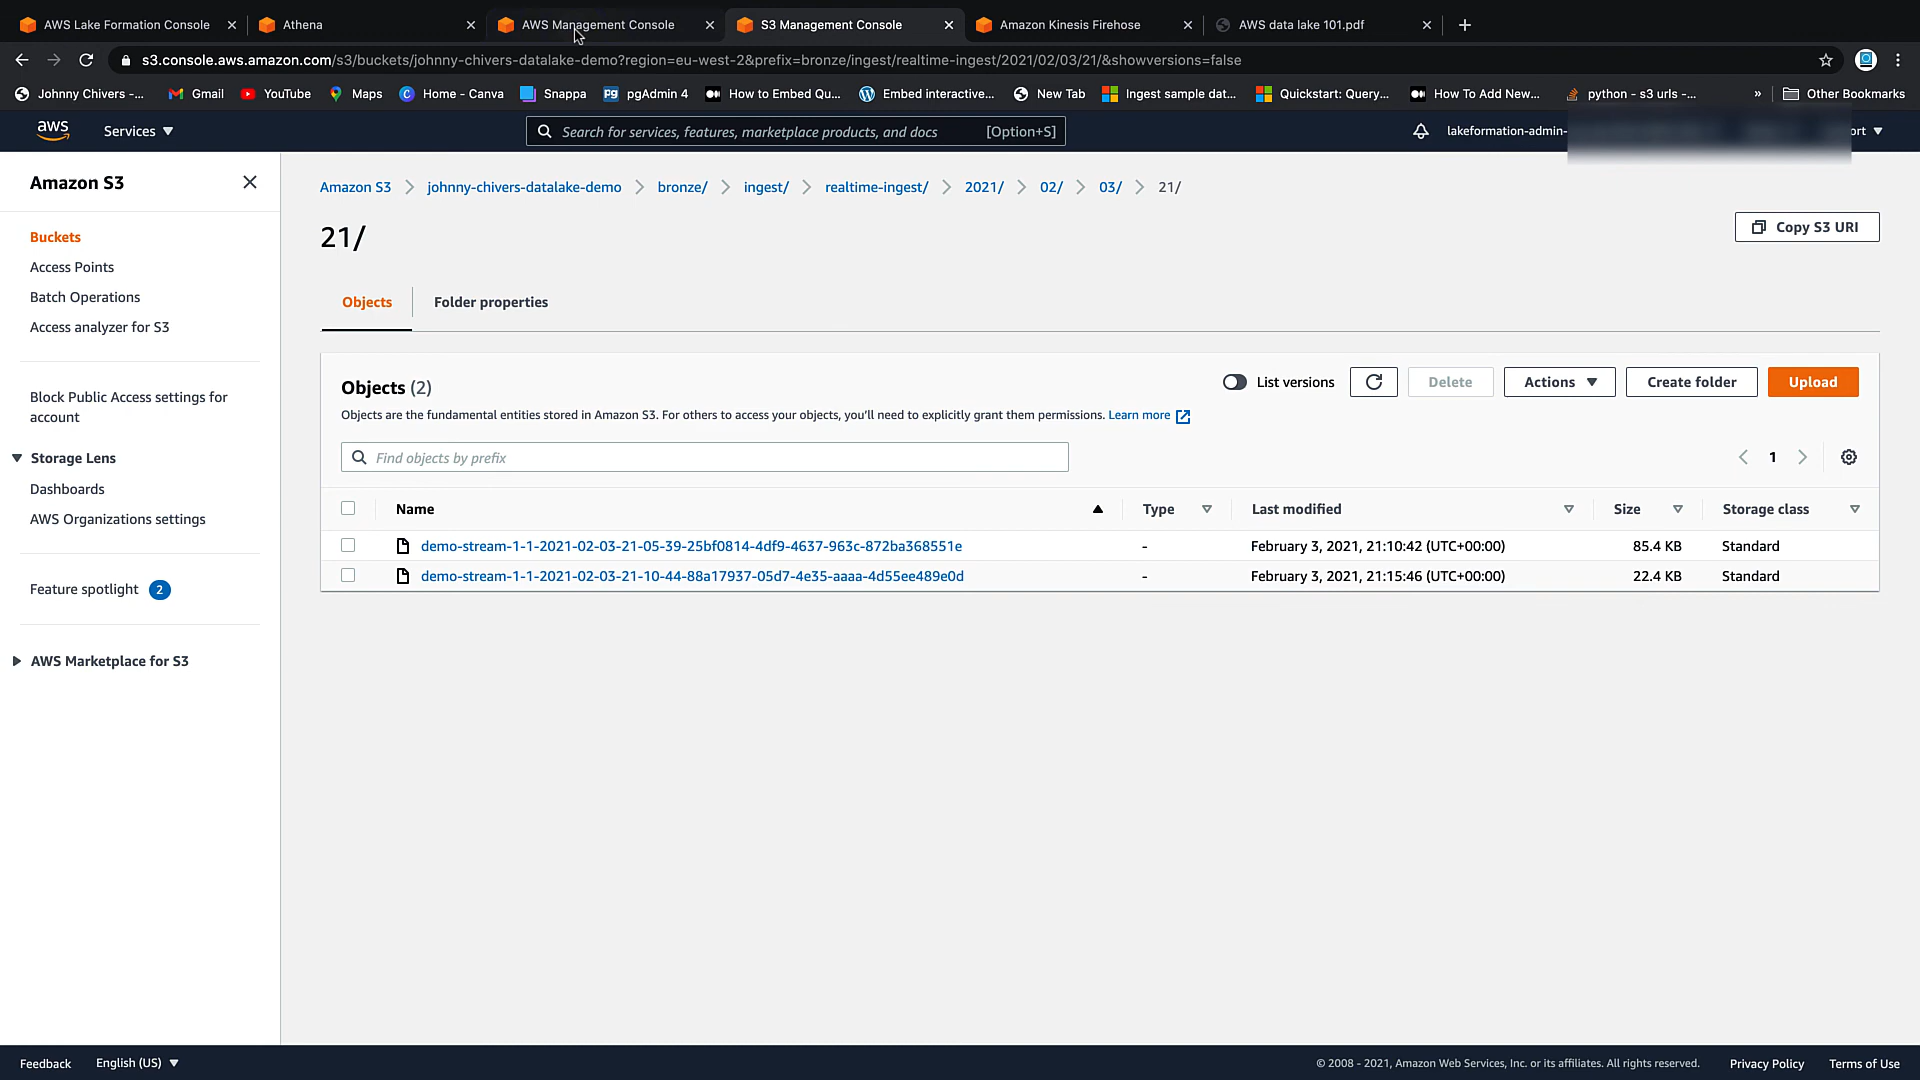 AWS Lake Formation Console
Athena
AWS Management Console
S3 Management Console
Amazon Kinesis Firehose
AWS data lake 101.pdf
s3.console.aws.amazon.com/s3/buckets/johnny-chivers-datalake-demo?region=eu-west-2&prefix=bronze/ingest/realtime-ingest/2021/02/03/21/&showversions=false
Johnny Chivers -...
Gmail
YouTube
Maps
Home - Canva
Snappa
pgAdmin 4
How to Embed Qu...
Embed interactive...
New Tab
Ingest sample dat...
Quickstart: Query...
How To Add New...
python - s3 urls -...
»
Other Bookmarks
aws
Services
Search for services, features, marketplace products, and docs
[Option+S]
lakeformation-admin-
ort
Amazon S3
Buckets
Access Points
Batch Operations
Access analyzer for S3
Block Public Access settings for
account
Storage Lens
Dashboards
AWS Organizations settings
Feature spotlight 2
AWS Marketplace for S3
Amazon S3 > johnny-chivers-datalake-demo > bronze/ > ingest/ > realtime-ingest/ > 2021/ > 02/ > 03/ > 21/
21/
Copy S3 URI
Objects
Folder properties
Objects (2)
List versions
Delete
Actions
Create folder
Upload
Objects are the fundamental entities stored in Amazon S3. For others to access your objects, you'll need to explicitly grant them permissions. Learn more
Find objects by prefix
1
Name Type Last modified Size Storage class
demo-stream-1-1-2021-02-03-21-05-39-25bf0814-4df9-4637-963c-872ba368551e - February 3, 2021, 21:10:42 (UTC+00:00) 85.4 KB Standard
demo-stream-1-1-2021-02-03-21-10-44-88a17937-05d7-4e35-aaaa-4d55ee489e0d - February 3, 2021, 21:15:46 (UTC+00:00) 22.4 KB Standard
Feedback
English (US)
© 2008 - 2021, Amazon Web Services, Inc. or its affiliates. All rights reserved.
Privacy Policy
Terms of Use